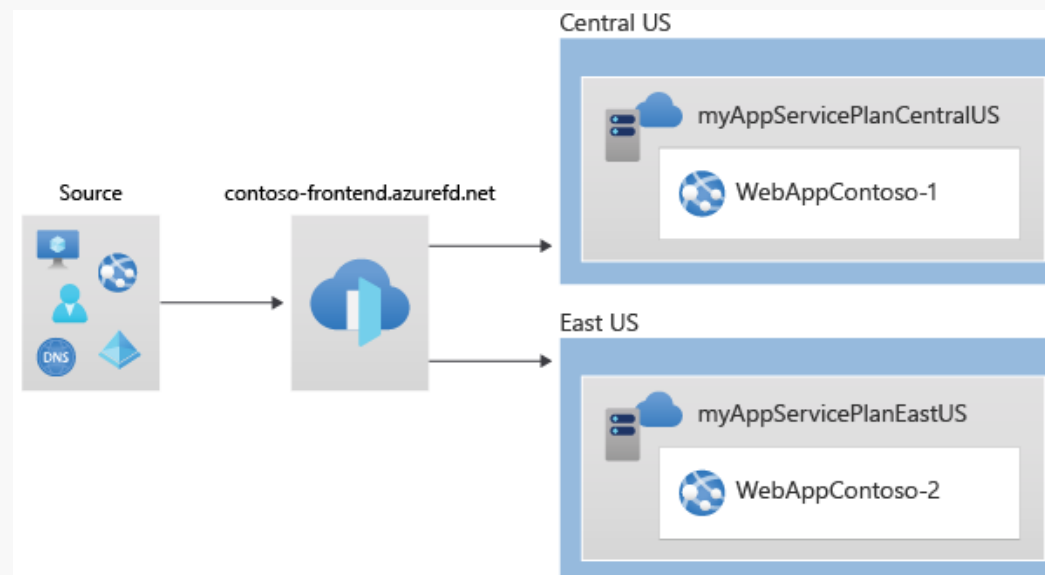 Central US
myAppServicePlanCentralUS
WebAppContoso-1
Source
contoso-frontend.azurefd.net
DNS
East US
myAppServicePlanEastUS
WebAppContoso-2